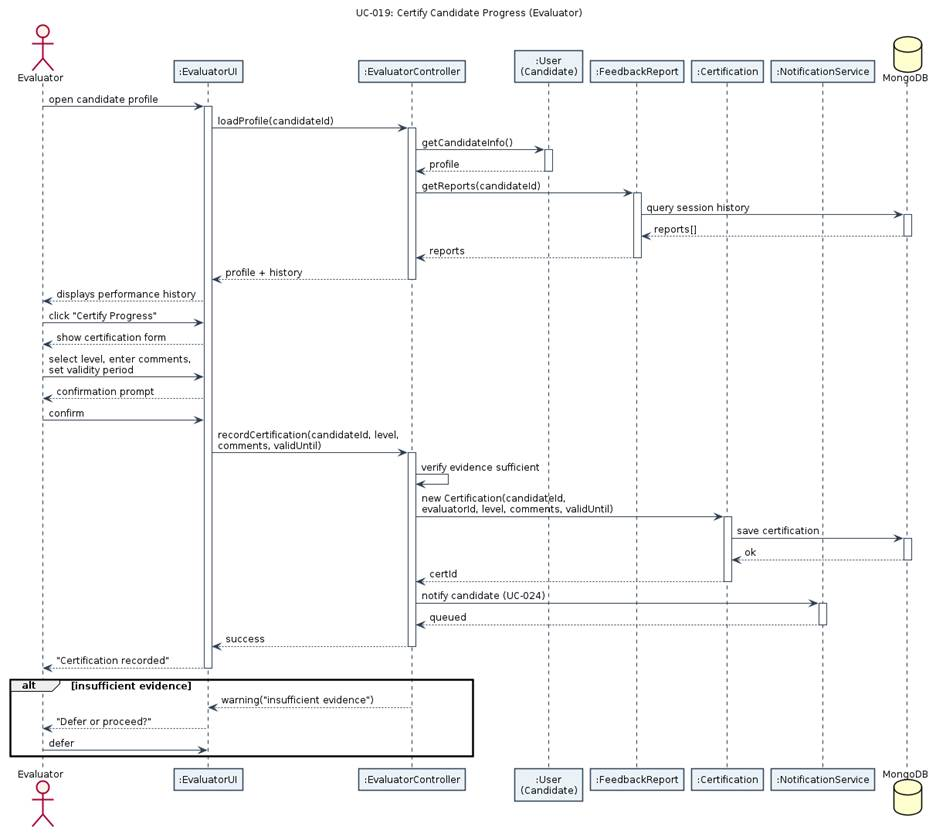 UC-019: Certify Candidate Progress (Evaluator)
Evaluator
:EvaluatorUI
:EvaluatorController
:User
(Candidate)
:FeedbackReport
:Certification
:NotificationService
MongoDB
open candidate profile
loadProfile(candidateId)
getCandidateInfo()
profile
getReports(candidateId)
query session history
reports[]
reports
profile + history
displays performance history
click "Certify Progress"
show certification form
select level, enter comments,
set validity period
confirmation prompt
confirm
recordCertification(candidateId, level,
comments, validUntil)
verify evidence sufficient
new Certification(candidateId,
evaluatorId, level, comments, validUntil)
save certification
ok
certId
notify candidate (UC-024)
queued
success
"Certification recorded"
alt [insufficient evidence]
warning("insufficient evidence")
"Defer or proceed?"
defer
Evaluator
:EvaluatorUI
:EvaluatorController
:User
(Candidate)
:FeedbackReport
:Certification
:NotificationService
MongoDB